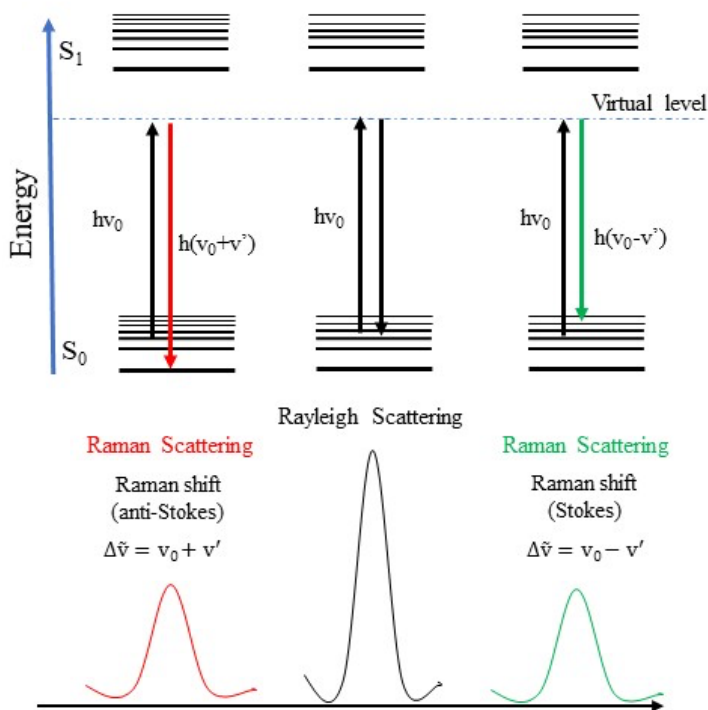 S₁
Virtual level
Energy
hv₀
h(v₀+v’)
hv₀
hv₀
h(v₀-v’)
S₀
Rayleigh Scattering
Raman Scattering
Raman shift
(anti-Stokes)
Δṽ = v₀ + v′
Raman Scattering
Raman shift
(Stokes)
Δṽ = v₀ − v′